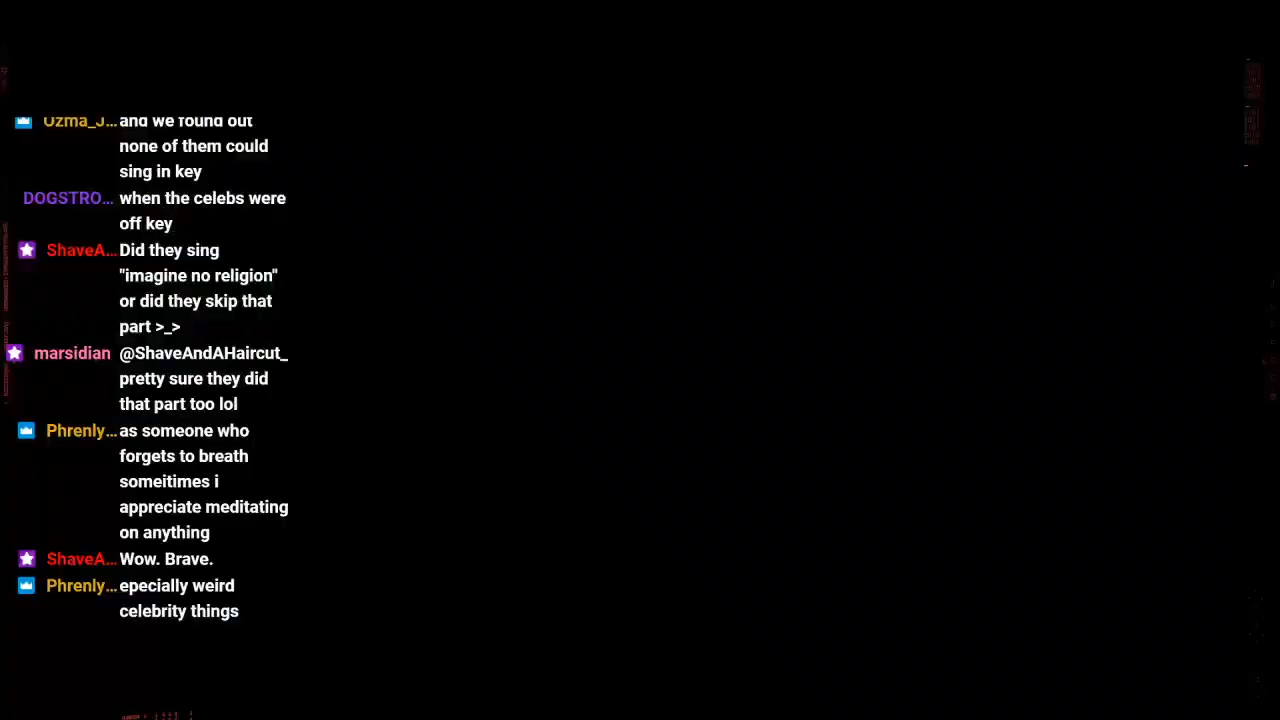 Uzma_J... and we found out
none of them could
sing in key
DOGSTRO... when the celebs were
off key
ShaveA... Did they sing
"imagine no religion"
or did they skip that
part >_>
marsidian @ShaveAndAHaircut_
pretty sure they did
that part too lol
Phrenly... as someone who
forgets to breath
someitimes i
appreciate meditating
on anything
ShaveA... Wow. Brave.
Phrenly... epecially weird
celebrity things